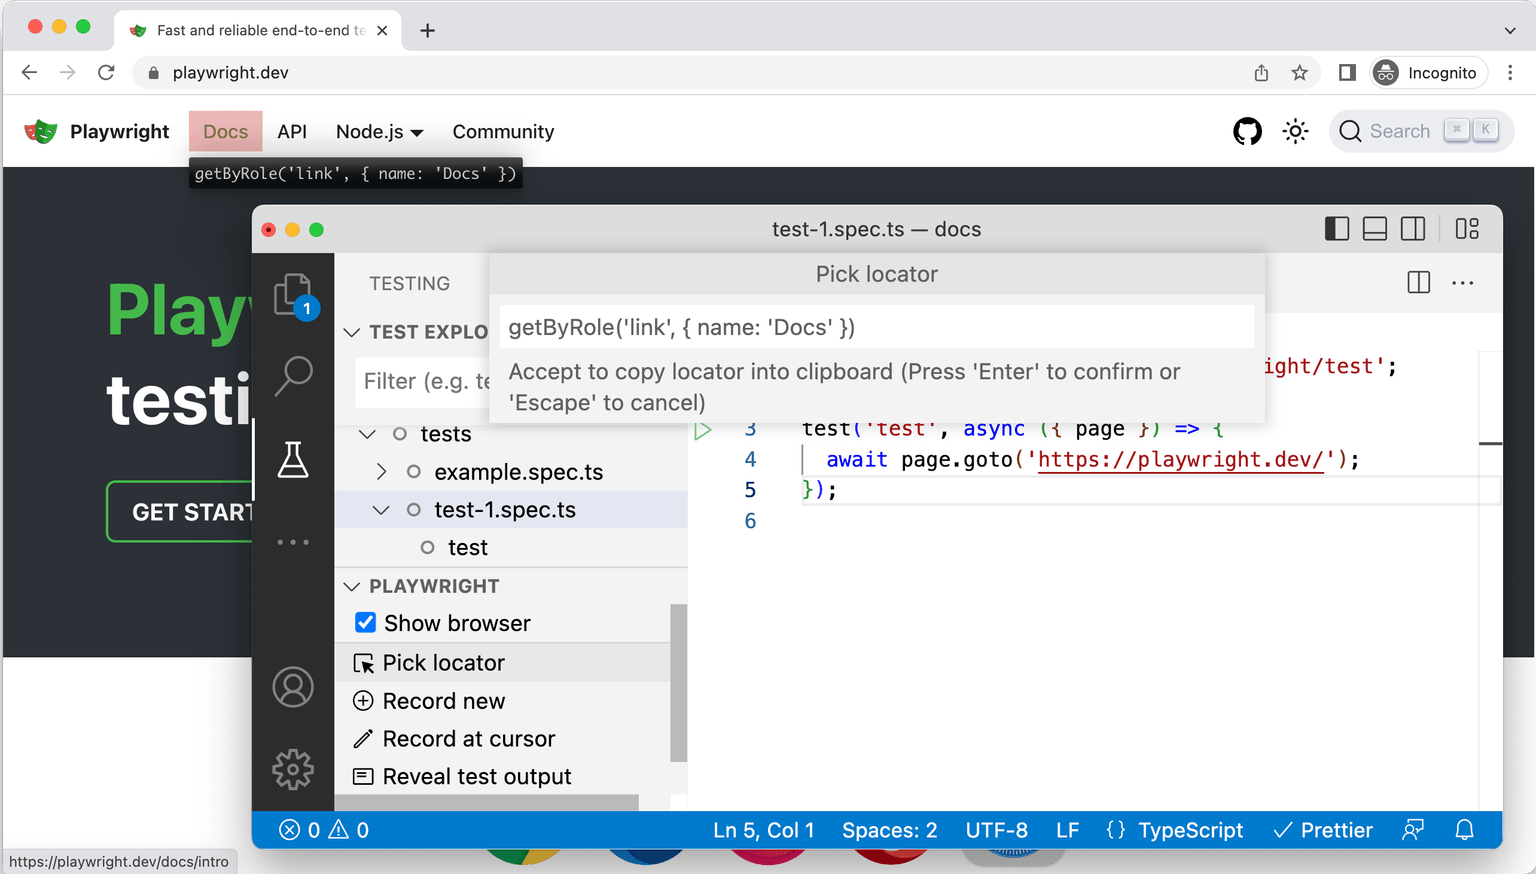 Fast and reliable end-to-end te
playwright.dev
Incognito
Playwright
Docs
API
Node.js
Community
Search
⌘
K
getByRole('link', { name: 'Docs' })
test-1.spec.ts — docs
Play
testi
GET START
1
TESTING
TEST EXPLO
Filter (e.g. te
tests
example.spec.ts
test-1.spec.ts
test
PLAYWRIGHT
Show browser
Pick locator
Record new
Record at cursor
Reveal test output
Pick locator
getByRole('link', { name: 'Docs' })
Accept to copy locator into clipboard (Press 'Enter' to confirm or
'Escape' to cancel)
ight/test';
3 test('test', async ({ page }) => {
4 await page.goto('https://playwright.dev/');
5 });
6
0 0
Ln 5, Col 1
Spaces: 2
UTF-8
LF
{} TypeScript
Prettier
https://playwright.dev/docs/intro